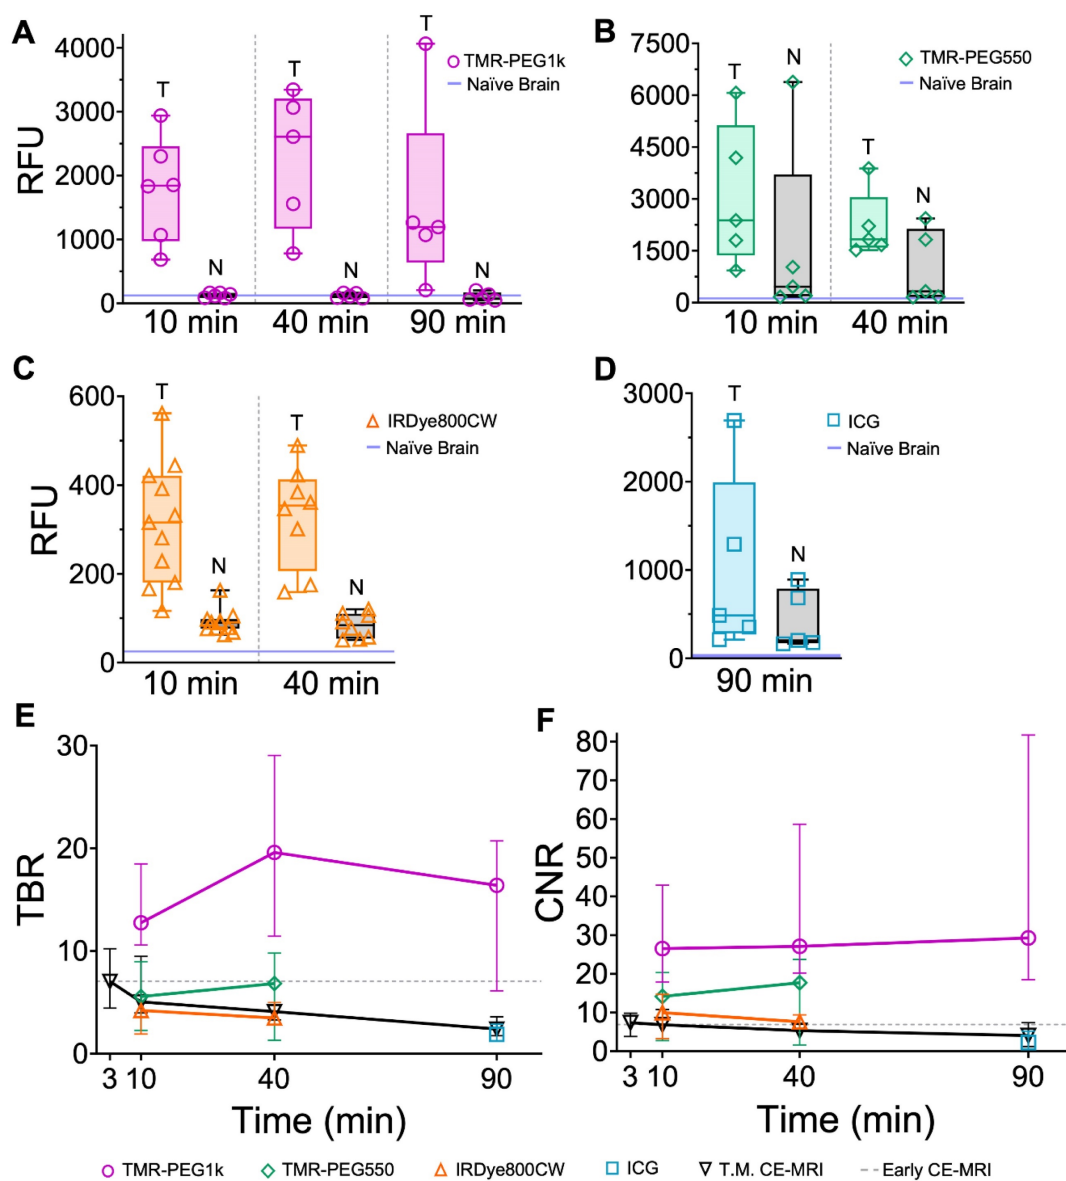 A
RFU
4000
3000
2000
1000
0
T
N
T
N
T
N
TMR-PEG1k
Naïve Brain
10 min
40 min
90 min
B
7500
6000
4500
3000
1500
0
T
N
T
N
TMR-PEG550
Naïve Brain
10 min
40 min
C
RFU
600
400
200
0
T
N
T
N
IRDye800CW
Naïve Brain
10 min
40 min
D
3000
2000
1000
0
T
N
ICG
Naïve Brain
90 min
E
TBR
30
20
10
0
3
10
40
90
Time (min)
F
CNR
80
70
60
50
40
30
20
10
0
3
10
40
90
Time (min)
TMR-PEG1k
TMR-PEG550
IRDye800CW
ICG
T.M. CE-MRI
Early CE-MRI